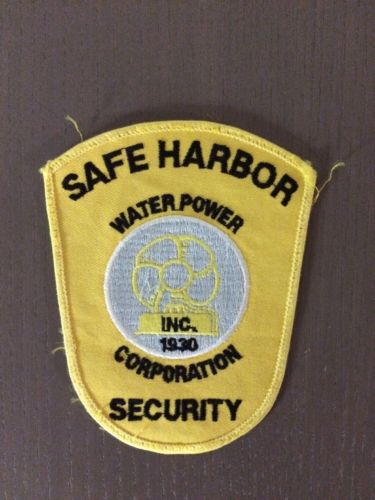 SAFE HARBOR
WATER POWER
INC.
1930
CORPORATION
SECURITY